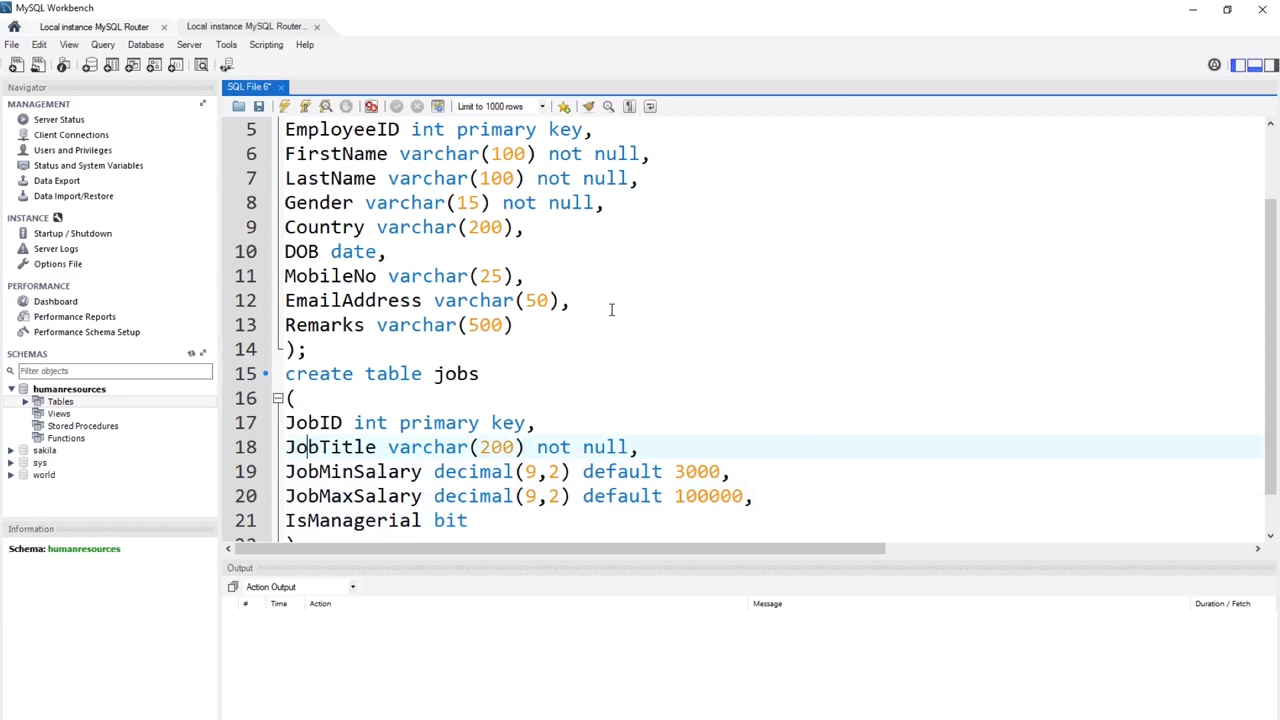 MySQL Workbench
Local instance MySQL Router
Local instance MySQL Router...
File Edit View Query Database Server Tools Scripting Help
Navigator
MANAGEMENT
Server Status
Client Connections
Users and Privileges
Status and System Variables
Data Export
Data Import/Restore
INSTANCE
Startup / Shutdown
Server Logs
Options File
PERFORMANCE
Dashboard
Performance Reports
Performance Schema Setup
SCHEMAS
Filter objects
humanresources
Tables
Views
Stored Procedures
Functions
sakila
sys
world
Information
Schema: humanresources
SQL File 6*
Limit to 1000 rows
5 EmployeeID int primary key,
6 FirstName varchar(100) not null,
7 LastName varchar(100) not null,
8 Gender varchar(15) not null,
9 Country varchar(200),
10 DOB date,
11 MobileNo varchar(25),
12 EmailAddress varchar(50),
13 Remarks varchar(500)
14 );
15 create table jobs
16 (
17 JobID int primary key,
18 JobTitle varchar(200) not null,
19 JobMinSalary decimal(9,2) default 3000,
20 JobMaxSalary decimal(9,2) default 100000,
21 IsManagerial bit
Output
Action Output
# Time Action Message Duration / Fetch